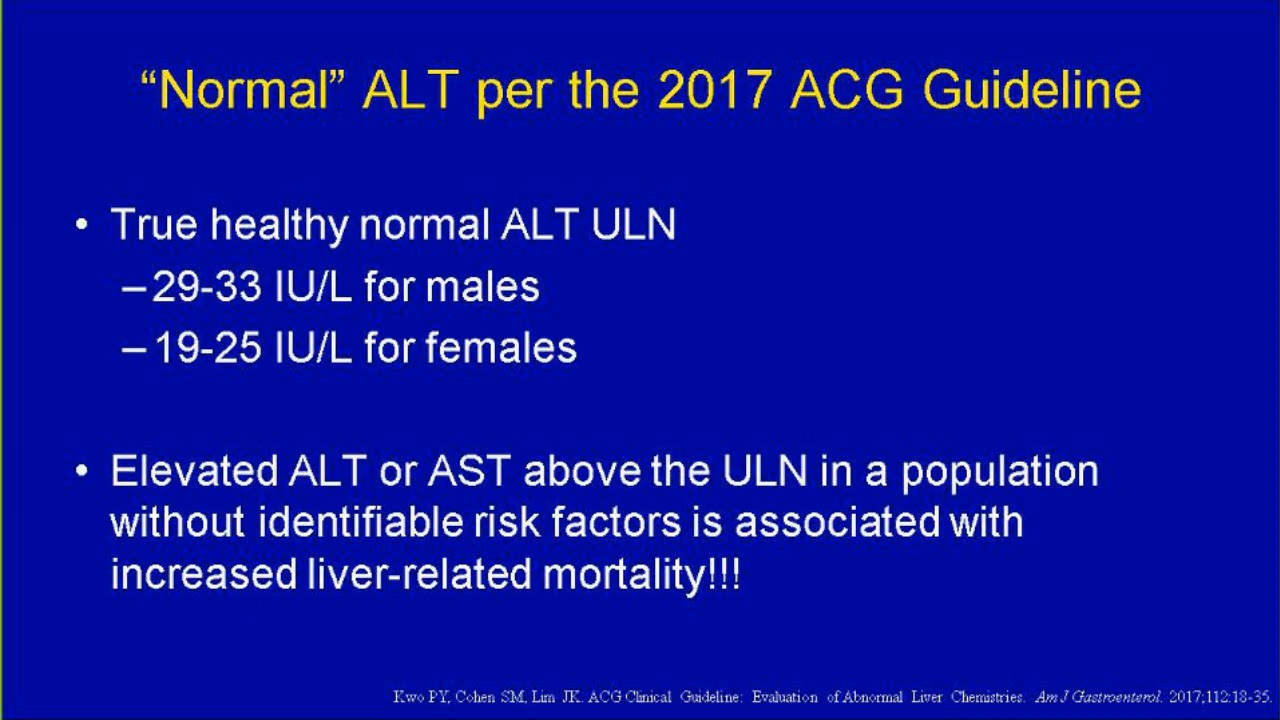 “Normal” ALT per the 2017 ACG Guideline
• True healthy normal ALT ULN
–29-33 IU/L for males
–19-25 IU/L for females
• Elevated ALT or AST above the ULN in a population
without identifiable risk factors is associated with
increased liver-related mortality!!!
Kwo PY, Cohen SM, Lim JK. ACG Clinical Guideline: Evaluation of Abnormal Liver Chemistries. Am J Gastroenterol. 2017;112:18-35.